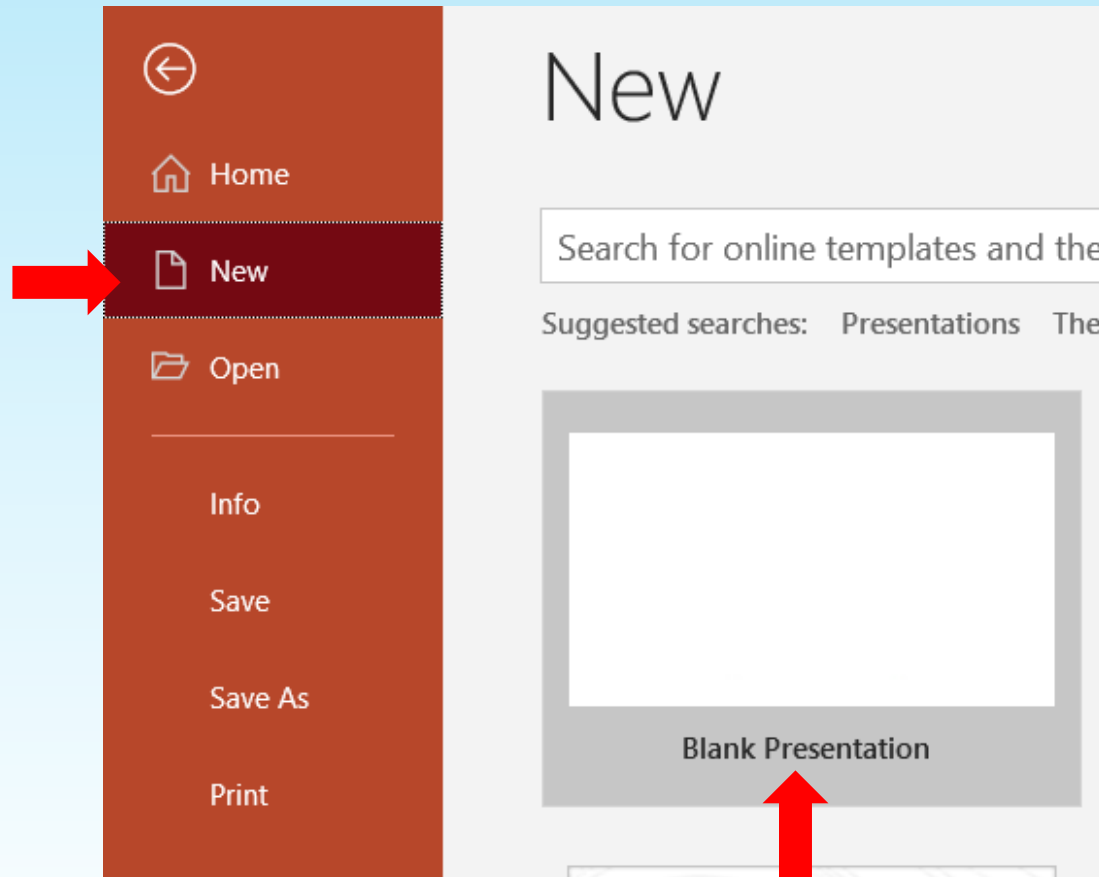 New
Home
New
Open
Info
Save
Save As
Print
Search for online templates and the
Suggested searches: Presentations The
Blank Presentation